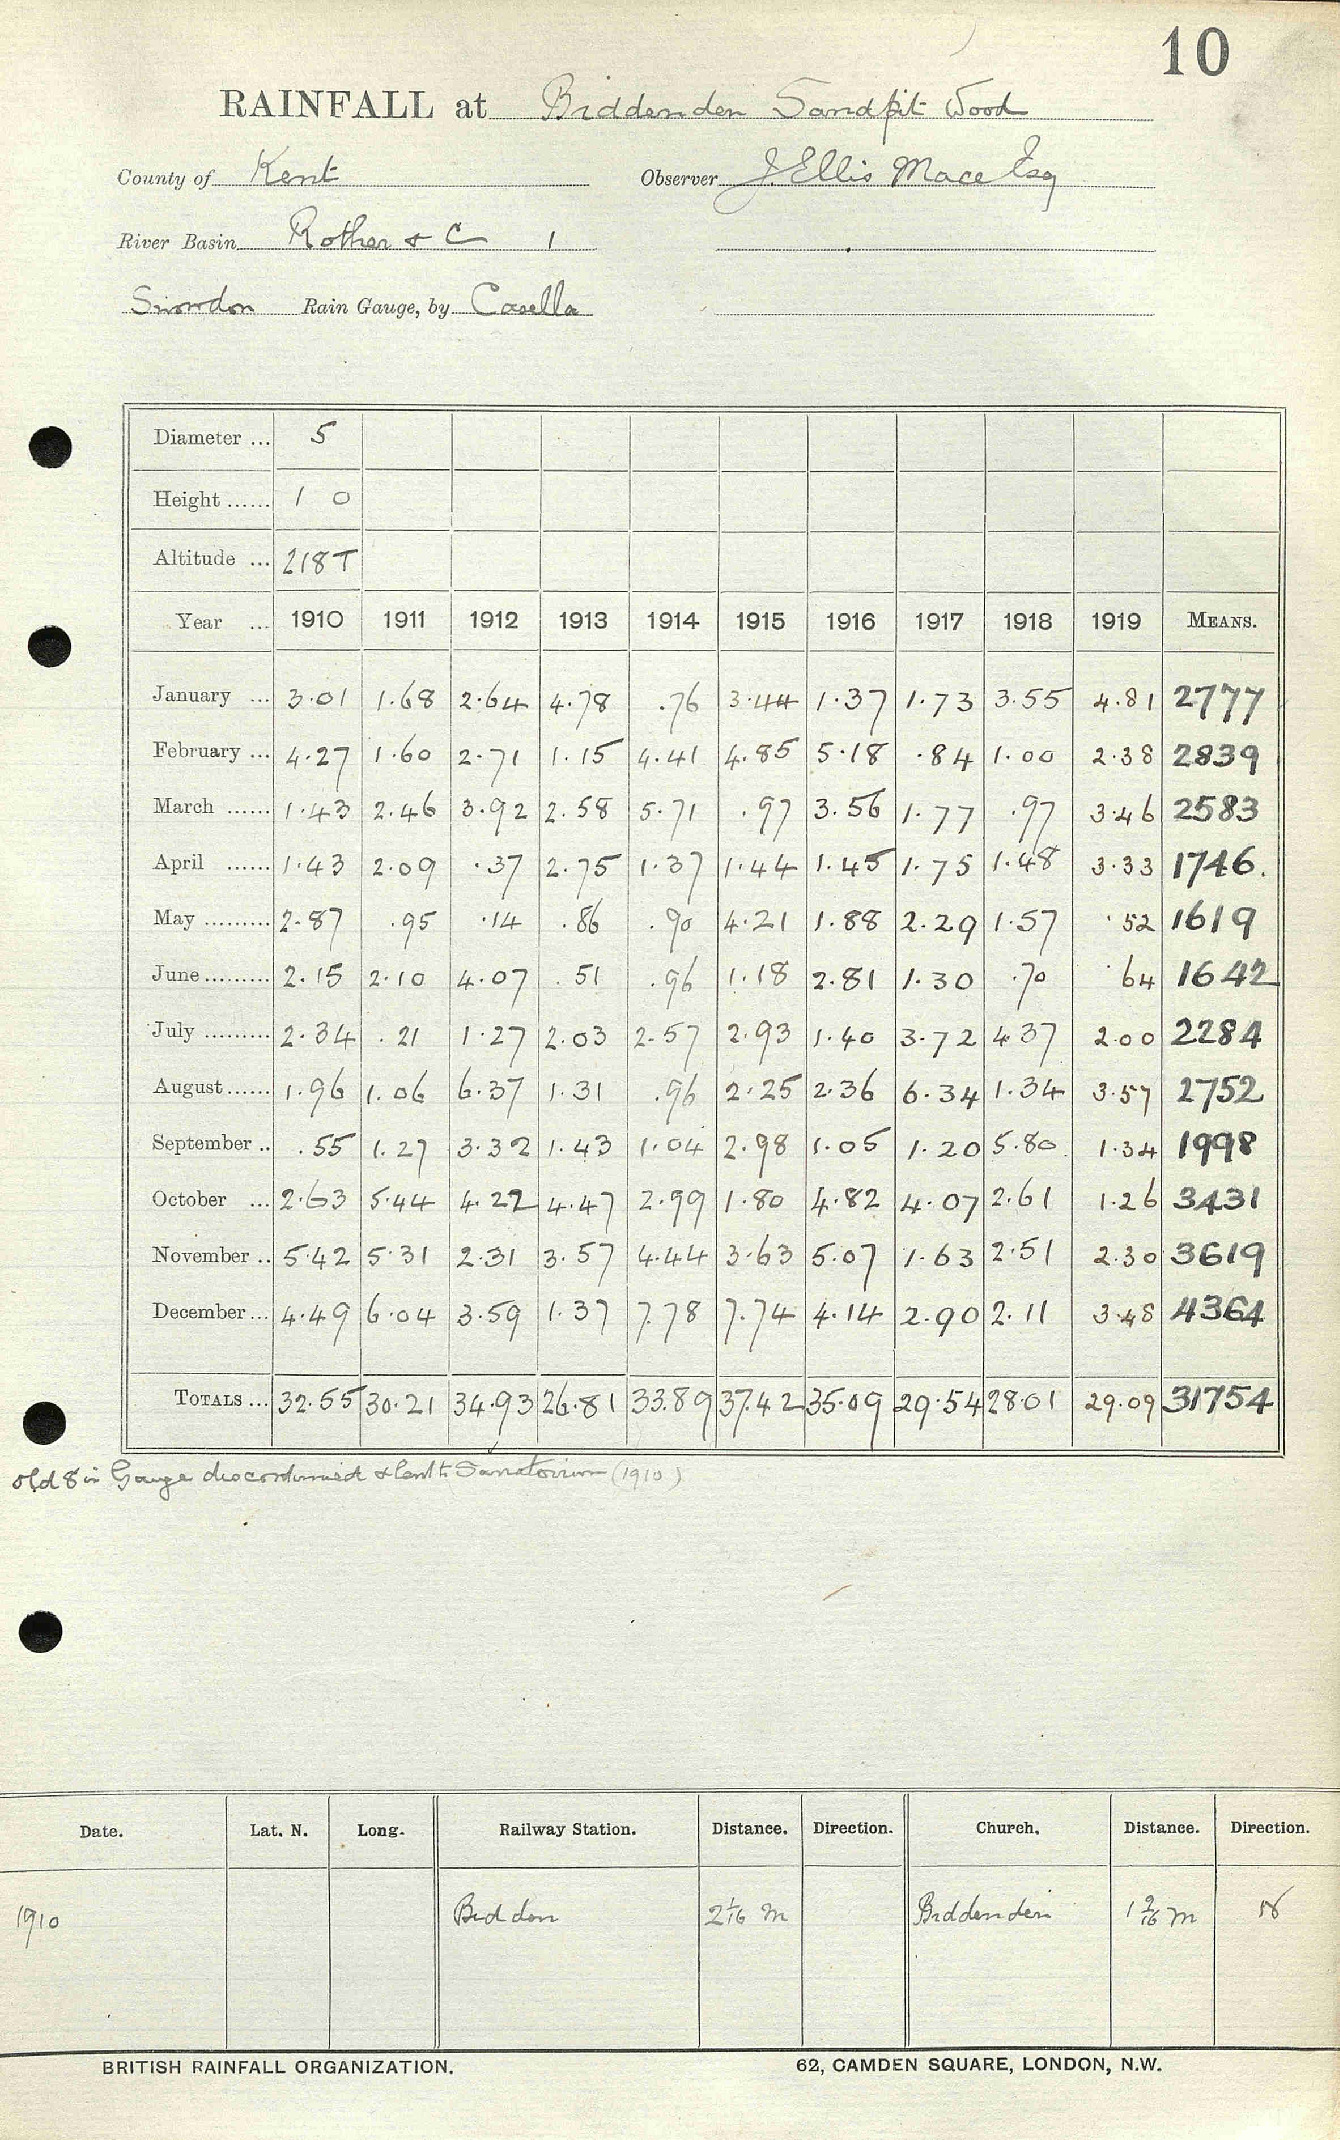 10
RAINFALL at Biddenden Sandpit Wood
County of Kent Observer J. Ellis Mace Esq
River Basin Rother & C 1
Snowdon Rain Gauge, by Casella
Diameter ... 5
Height ...... 1 0
Altitude ... 218T
Year ... 1910 1911 1912 1913 1914 1915 1916 1917 1918 1919 MEANS.
January ... 3.01 1.68 2.64 4.78 .76 3.44 1.37 1.73 3.55 4.81 2777
February ... 4.27 1.60 2.71 1.15 4.41 4.85 5.18 .84 1.00 2.38 2839
March ...... 1.43 2.46 3.92 2.58 5.71 .97 3.56 1.77 .97 3.46 2583
April ...... 1.43 2.09 .37 2.75 1.37 1.44 1.45 1.75 1.48 3.33 1746.
May ......... 2.87 .95 .14 .86 .90 4.21 1.88 2.29 1.57 .52 1619
June ......... 2.15 2.10 4.07 .51 .96 1.18 2.81 1.30 .70 .64 1642
July ......... 2.34 .21 1.27 2.03 2.57 2.93 1.40 3.72 4.37 2.00 2284
August ...... 1.96 1.06 6.37 1.31 .96 2.25 2.36 6.34 1.34 3.57 2752
September .. .55 1.27 3.32 1.43 1.04 2.98 1.05 1.20 5.80 1.34 1998
October ... 2.63 5.44 4.22 4.47 2.99 1.80 4.82 4.07 2.61 1.26 3431
November .. 5.42 5.31 2.31 3.57 4.44 3.63 5.07 1.63 2.51 2.30 3619
December ... 4.49 6.04 3.59 1.37 7.78 7.74 4.14 2.90 2.11 3.48 4364
TOTALS ... 32.55 30.21 34.93 26.81 33.89 37.42 35.09 29.54 28.01 29.09 31754
old 8 in Gauge discontinued & lent to Sanatorium (1910)
Date. Lat. N. Long. Railway Station. Distance. Direction. Church. Distance. Direction.
1910 Biddon 2 1/16 m Biddenden 1 9/16 m
BRITISH RAINFALL ORGANIZATION. 62, CAMDEN SQUARE, LONDON, N.W.